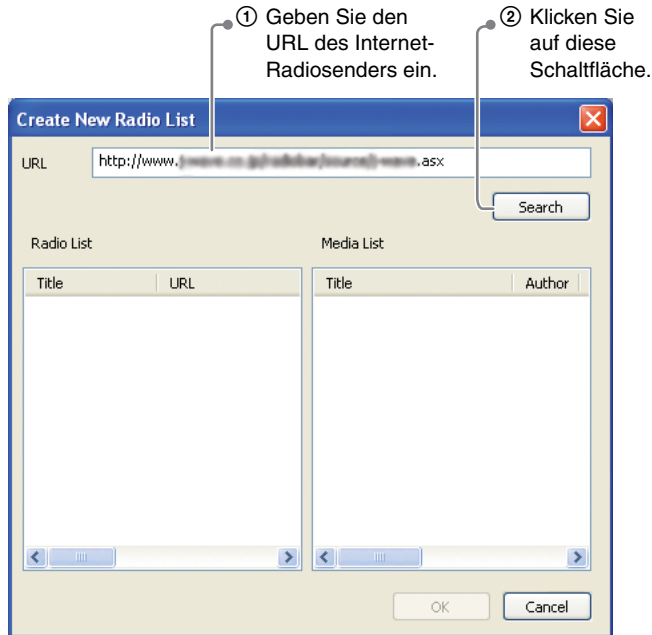 ① Geben Sie den
URL des Internet-
Radiosenders ein.
② Klicken Sie
auf diese
Schaltfläche.
Create New Radio List
URL
http://www. .asx
Search
Radio List
Media List
Title URL
Title Author
OK
Cancel